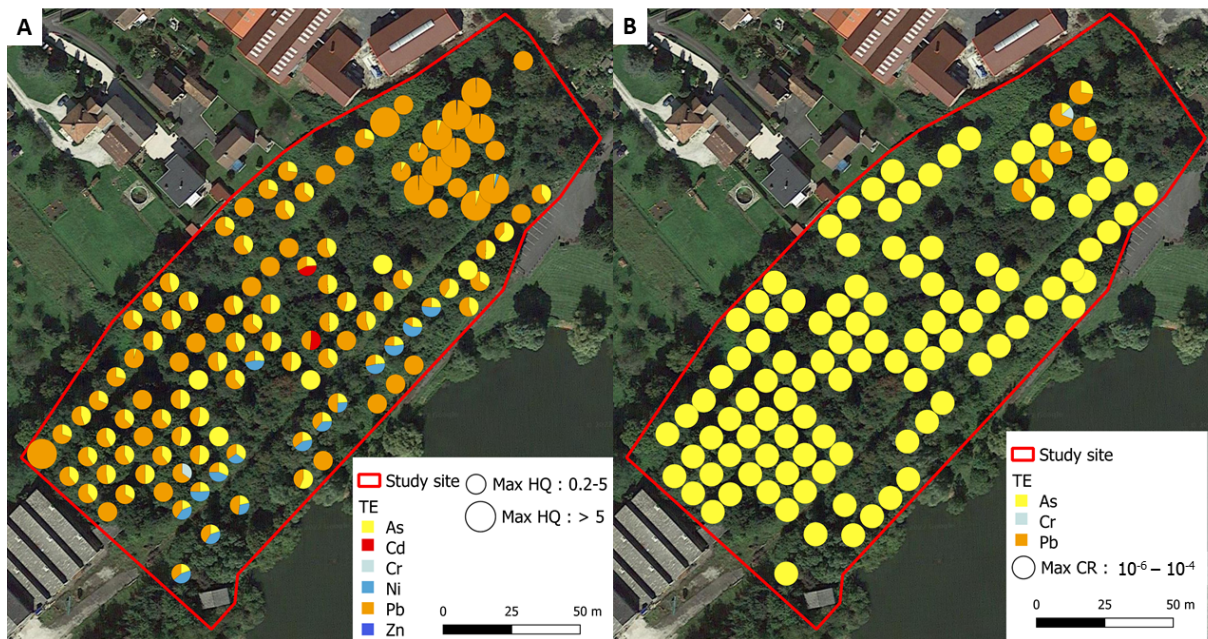 A
Study site
TE
As
Cd
Cr
Ni
Pb
Zn
Max HQ : 0.2-5
Max HQ : > 5
0 25 50 m
B
Study site
TE
As
Cr
Pb
Max CR : 10⁻⁶ – 10⁻⁴
0 25 50 m